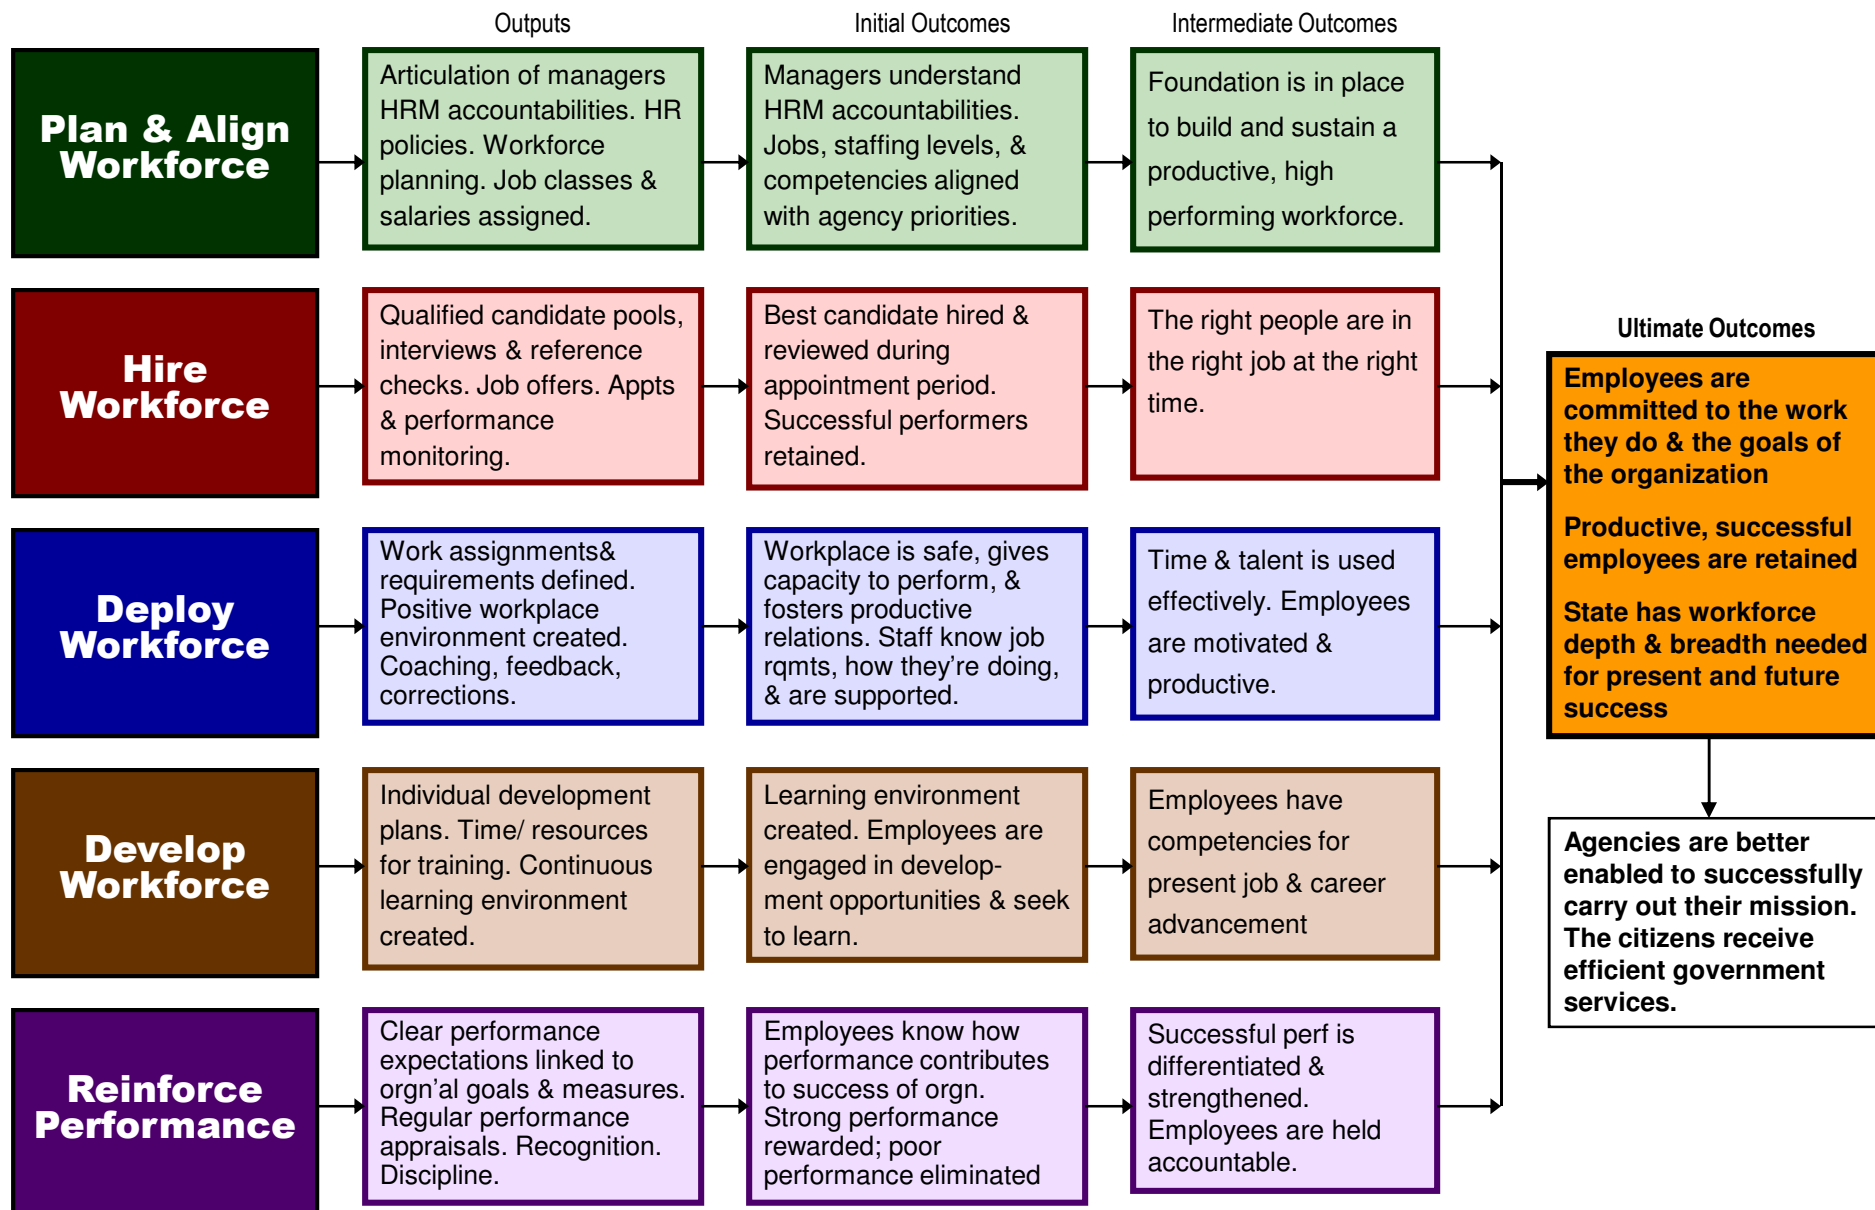 Outputs
Initial Outcomes
Intermediate Outcomes
Plan & Align
Workforce
Articulation of managers
HRM accountabilities. HR
policies. Workforce
planning. Job classes &
salaries assigned.
Managers understand
HRM accountabilities.
Jobs, staffing levels, &
competencies aligned
with agency priorities.
Foundation is in place
to build and sustain a
productive, high
performing workforce.
Hire
Workforce
Qualified candidate pools,
interviews & reference
checks. Job offers. Appts
& performance
monitoring.
Best candidate hired &
reviewed during
appointment period.
Successful performers
retained.
The right people are in
the right job at the right
time.
Deploy
Workforce
Work assignments&
requirements defined.
Positive workplace
environment created.
Coaching, feedback,
corrections.
Workplace is safe, gives
capacity to perform, &
fosters productive
relations. Staff know job
rqmts, how they’re doing,
& are supported.
Time & talent is used
effectively. Employees
are motivated &
productive.
Develop
Workforce
Individual development
plans. Time/ resources
for training. Continuous
learning environment
created.
Learning environment
created. Employees are
engaged in develop-
ment opportunities & seek
to learn.
Employees have
competencies for
present job & career
advancement
Reinforce
Performance
Clear performance
expectations linked to
orgn’al goals & measures.
Regular performance
appraisals. Recognition.
Discipline.
Employees know how
performance contributes
to success of orgn.
Strong performance
rewarded; poor
performance eliminated
Successful perf is
differentiated &
strengthened.
Employees are held
accountable.
Ultimate Outcomes
Employees are
committed to the work
they do & the goals of
the organization
Productive, successful
employees are retained
State has workforce
depth & breadth needed
for present and future
success
Agencies are better
enabled to successfully
carry out their mission.
The citizens receive
efficient government
services.